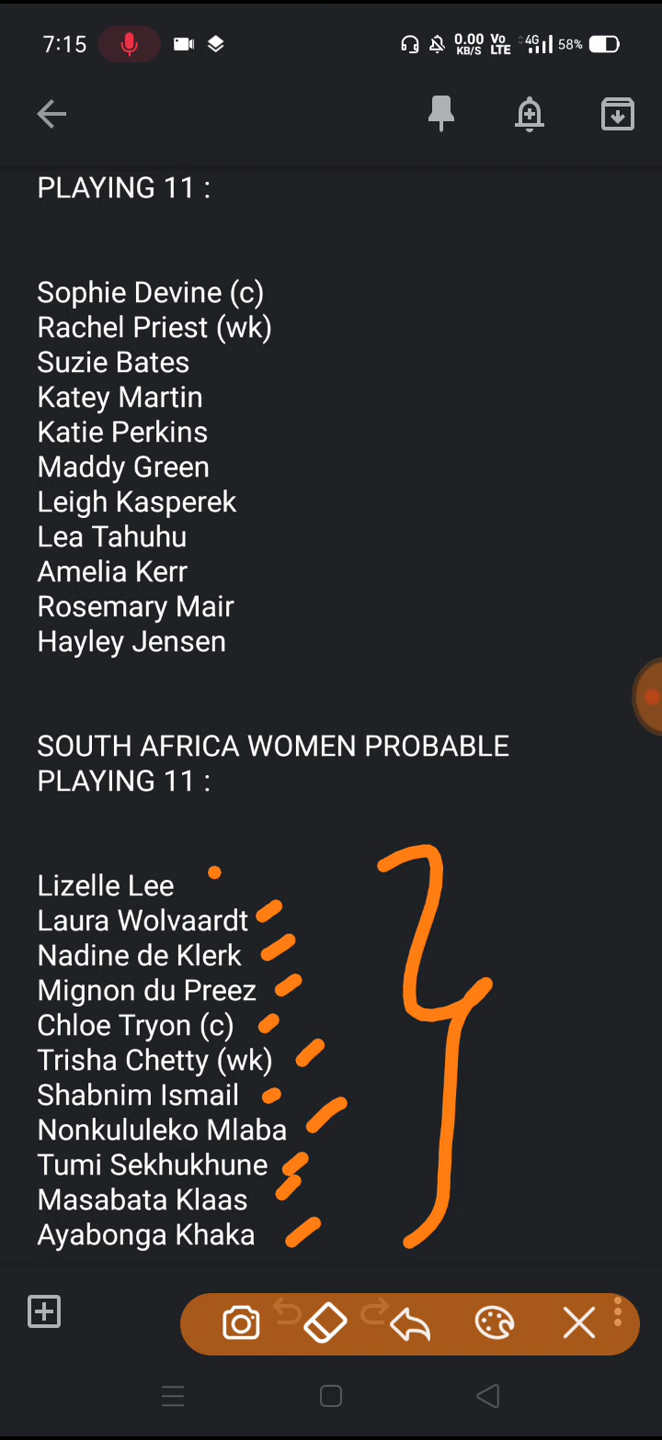 7:15
0.00
KB/S
Vo
LTE
4G
58%
PLAYING 11 :
Sophie Devine (c)
Rachel Priest (wk)
Suzie Bates
Katey Martin
Katie Perkins
Maddy Green
Leigh Kasperek
Lea Tahuhu
Amelia Kerr
Rosemary Mair
Hayley Jensen
SOUTH AFRICA WOMEN PROBABLE
PLAYING 11 :
Lizelle Lee
Laura Wolvaardt
Nadine de Klerk
Mignon du Preez
Chloe Tryon (c)
Trisha Chetty (wk)
Shabnim Ismail
Nonkululeko Mlaba
Tumi Sekhukhune
Masabata Klaas
Ayabonga Khaka